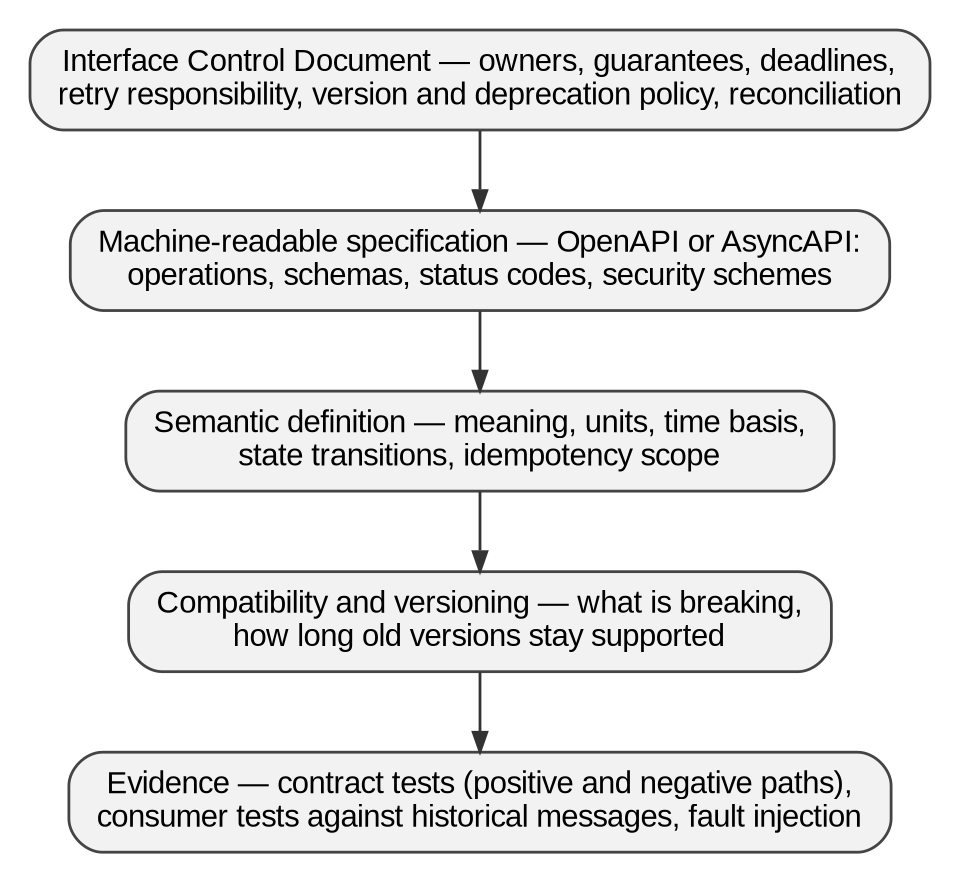 Interface Control Document — owners, guarantees, deadlines,
retry responsibility, version and deprecation policy, reconciliation
Machine-readable specification — OpenAPI or AsyncAPI:
operations, schemas, status codes, security schemes
Semantic definition — meaning, units, time basis,
state transitions, idempotency scope
Compatibility and versioning — what is breaking,
how long old versions stay supported
Evidence — contract tests (positive and negative paths),
consumer tests against historical messages, fault injection